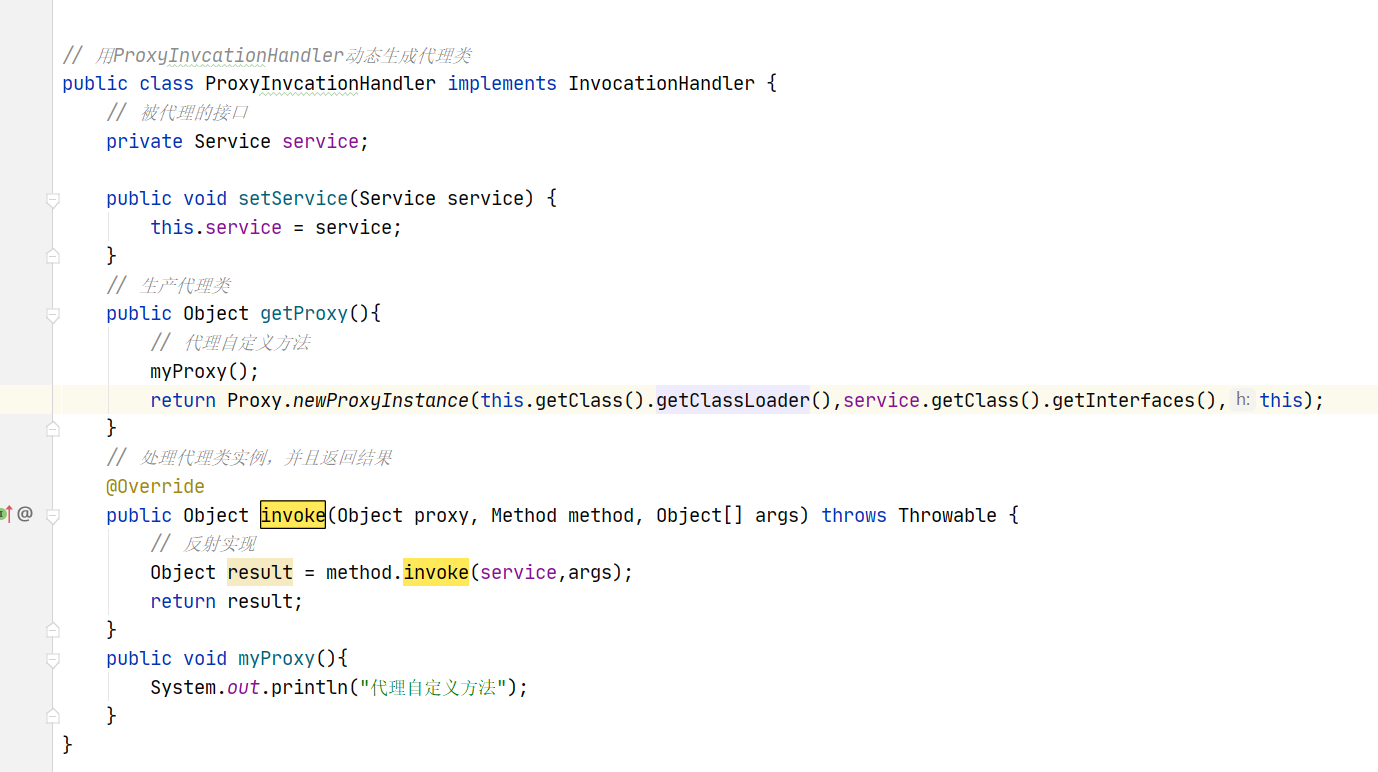 // 用ProxyInvcationHandler动态生成代理类
public class ProxyInvcationHandler implements InvocationHandler {
// 被代理的接口
private Service service;
public void setService(Service service) {
this.service = service;
}
// 生产代理类
public Object getProxy(){
// 代理自定义方法
myProxy();
return Proxy.newProxyInstance(this.getClass().getClassLoader(),service.getClass().getInterfaces(), h: this);
}
// 处理代理类实例，并且返回结果
@Override
@ public Object invoke(Object proxy, Method method, Object[] args) throws Throwable {
// 反射实现
Object result = method.invoke(service,args);
return result;
}
public void myProxy(){
System.out.println("代理自定义方法");
}
}